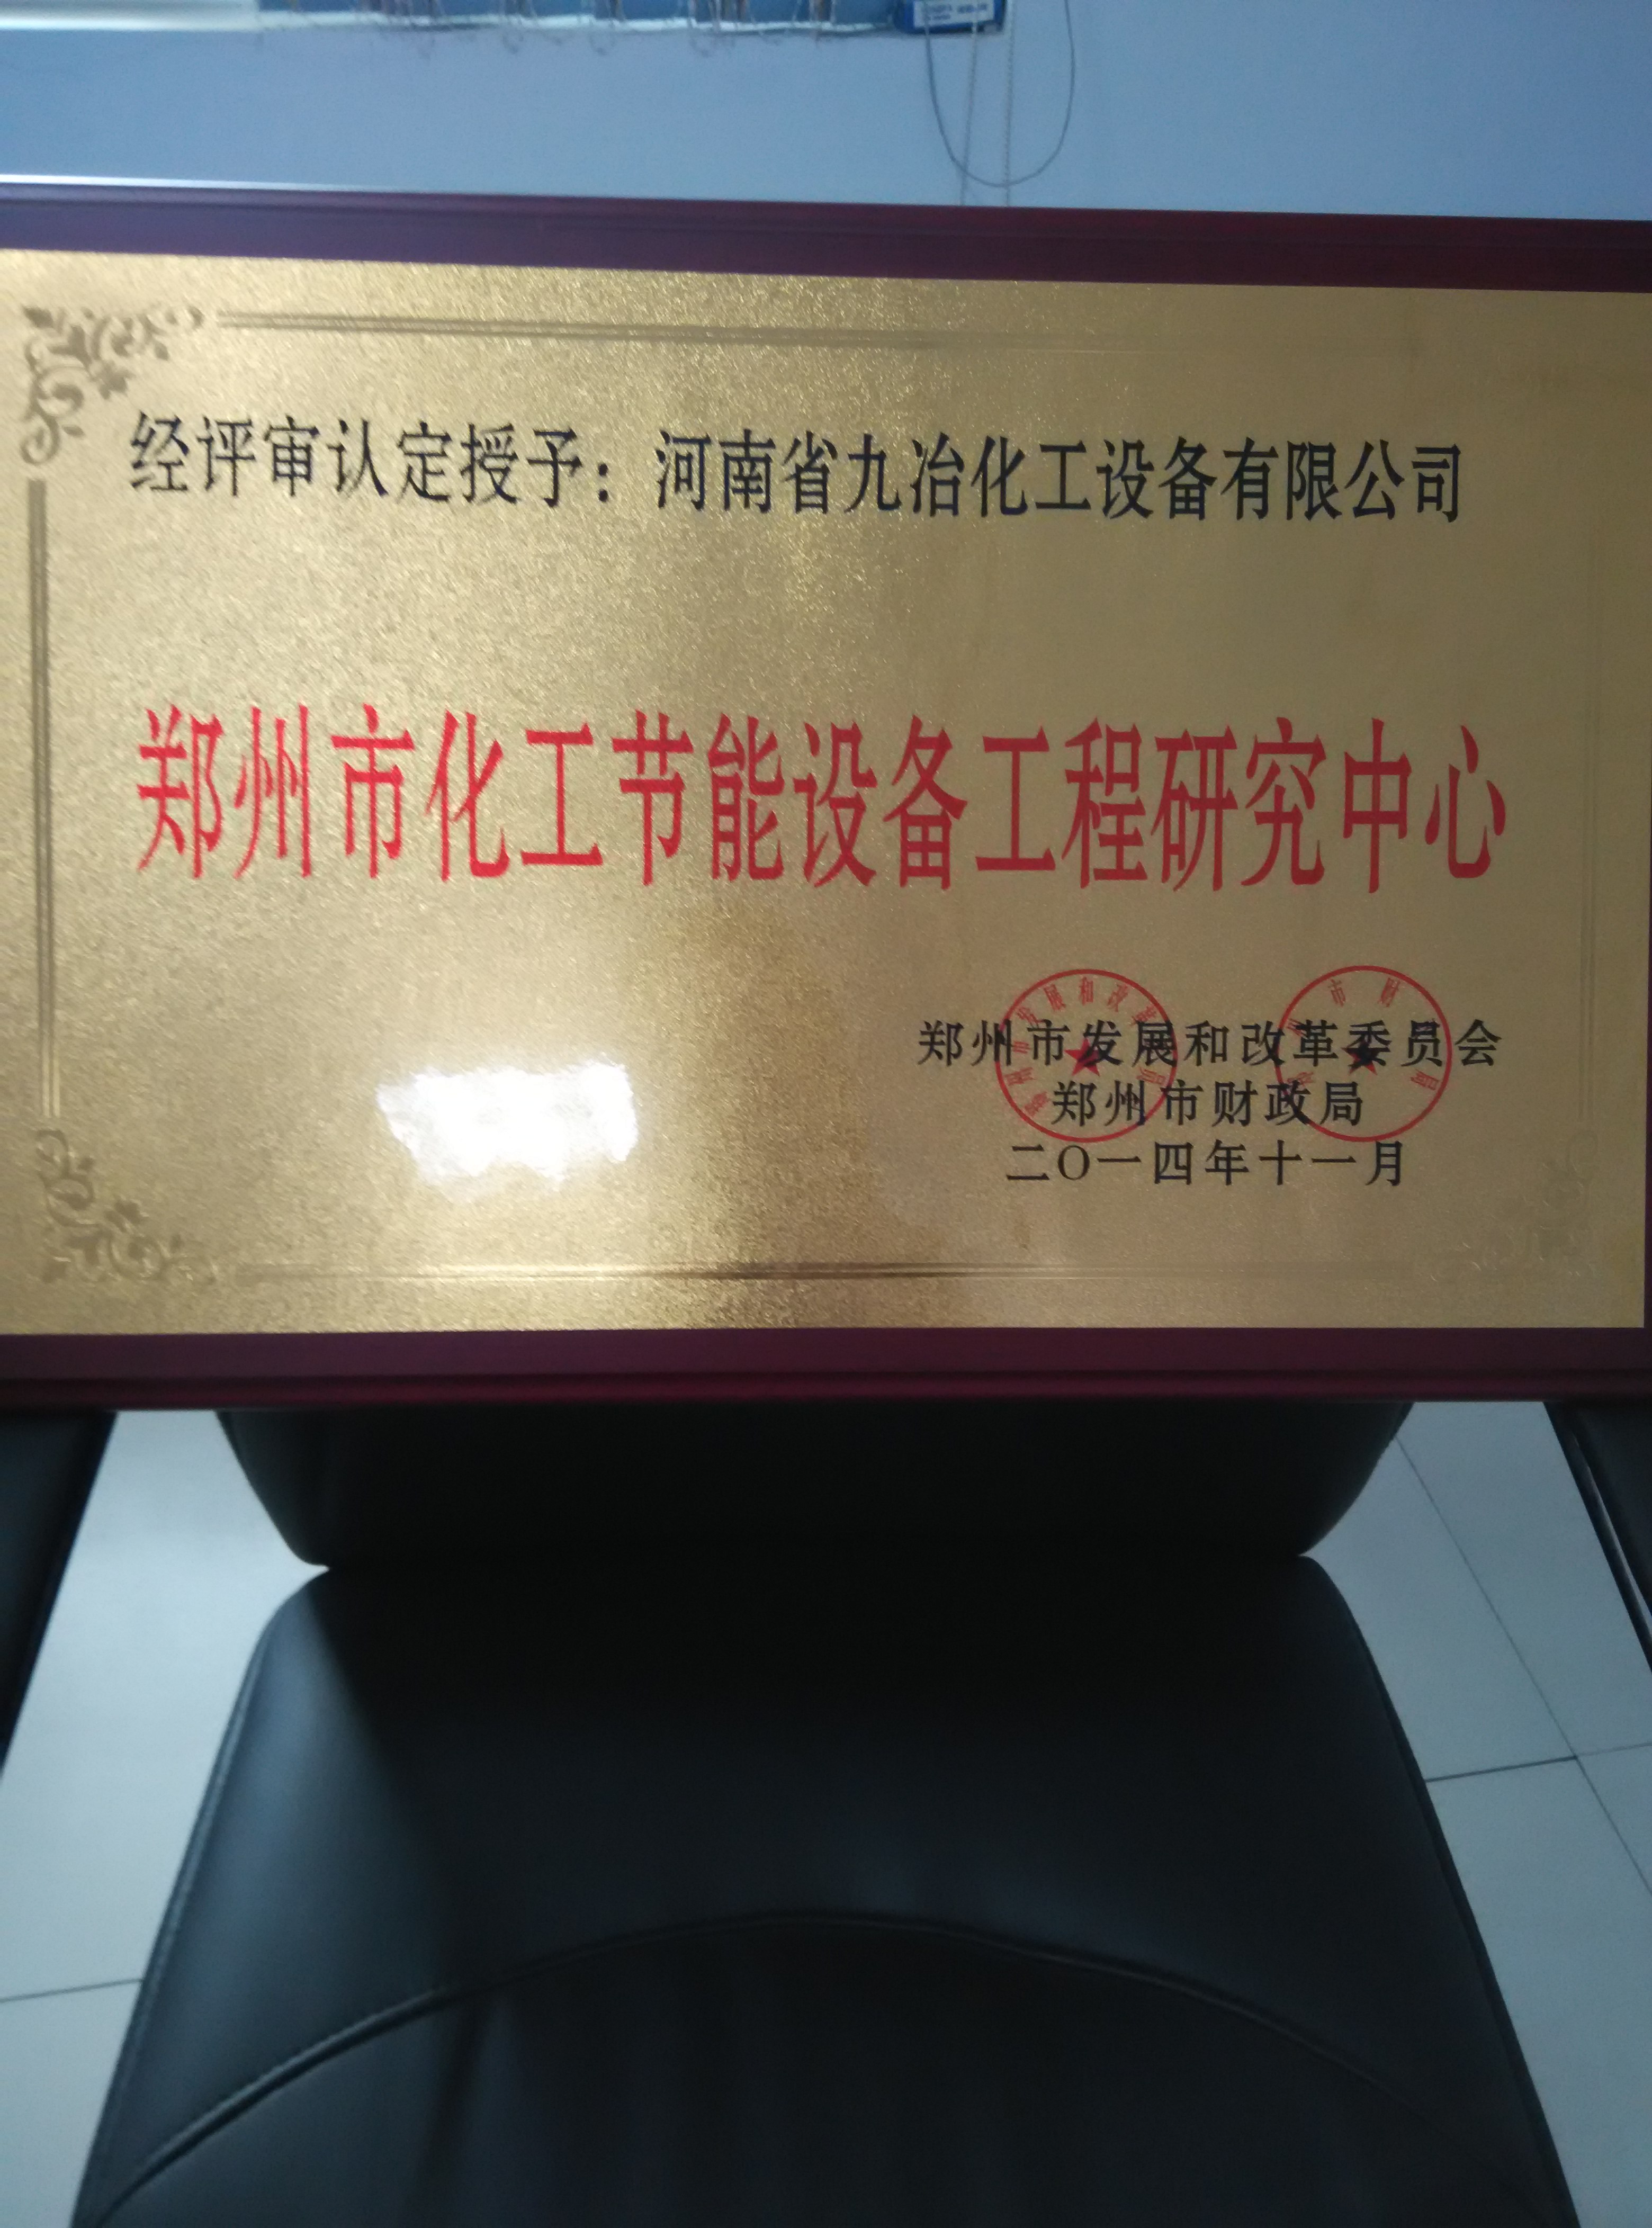 经评审认定授予：河南省九冶化工设备有限公司
郑州市化工节能设备工程研究中心
郑州市发展和改革委员会
郑州市财政局
二〇一四年十一月